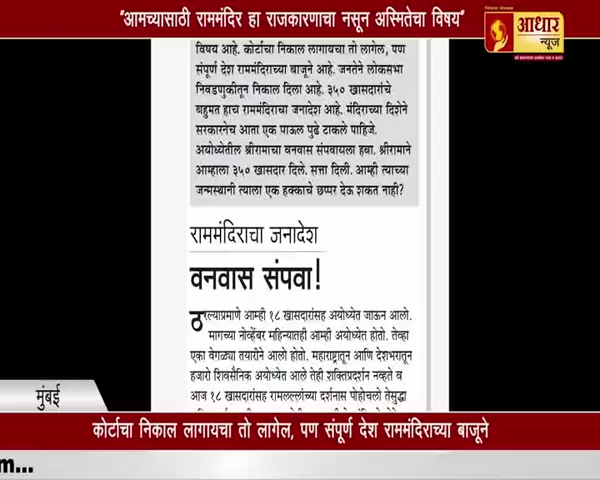 "आमच्यासाठी राममंदिर हा राजकारणाचा नसून अस्मितेचा विषय"
आधार
न्यूज
विषय आहे. कोर्टाचा निकाल लागायचा तो लागेल, पण
संपूर्ण देश राममंदिराच्या बाजूने आहे. जनतेने लोकसभा
निवडणुकीतून निकाल दिला आहे. ३५० खासदारांचे
बहुमत हाच राममंदिराचा जनादेश आहे. मंदिराच्या दिशेने
सरकारनेच आता एक पाऊल पुढे टाकले पाहिजे.
अयोध्येतील श्रीरामाचा वनवास संपवायला हवा. श्रीरामाने
आम्हाला ३५० खासदार दिले. सत्ता दिली. आम्ही त्याच्या
जन्मस्थानी त्याला एक हक्काचे छप्पर देऊ शकत नाही?
राममंदिराचा जनादेश
वनवास संपवा!
ठरल्याप्रमाणे आम्ही १८ खासदारांसह अयोध्येत जाऊन आलो.
मागच्या नोव्हेंबर महिन्यातही आम्ही अयोध्येत होतो. तेव्हा
एका वेगळ्या तयारीने आलो होतो. महाराष्ट्रातून आणि देशभरातून
हजारो शिवसैनिक अयोध्येत आले तेही शक्तिप्रदर्शन नव्हते व
आज १८ खासदारांसह रामलल्लांच्या दर्शनास पोहोचलो तेसुद्धा
मुंबई
कोर्टाचा निकाल लागायचा तो लागेल, पण संपूर्ण देश राममंदिराच्या बाजूने
m...